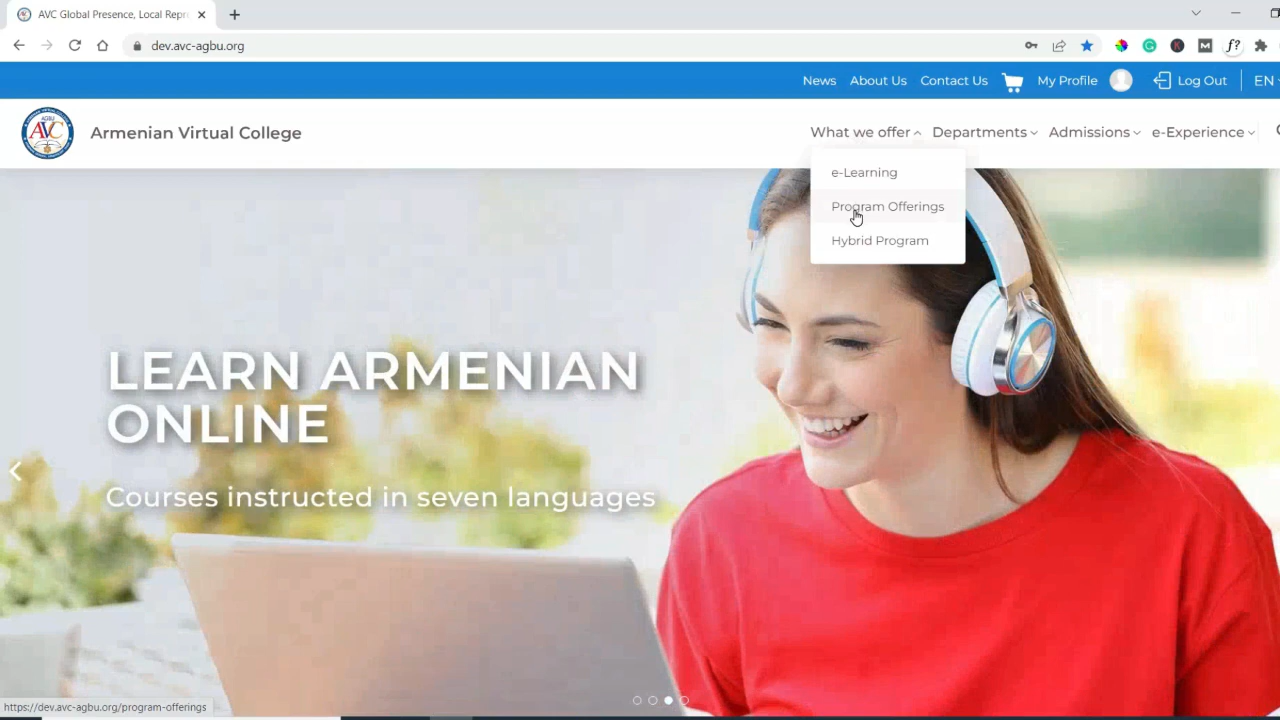 AVC Global Presence, Local Repr
dev.avc-agbu.org
News About Us Contact Us My Profile Log Out EN
AGBU
AVC
Armenian Virtual College
What we offer Departments Admissions e-Experience
e-Learning
Program Offerings
Hybrid Program
LEARN ARMENIAN
ONLINE
Courses instructed in seven languages
https://dev.avc-agbu.org/program-offerings